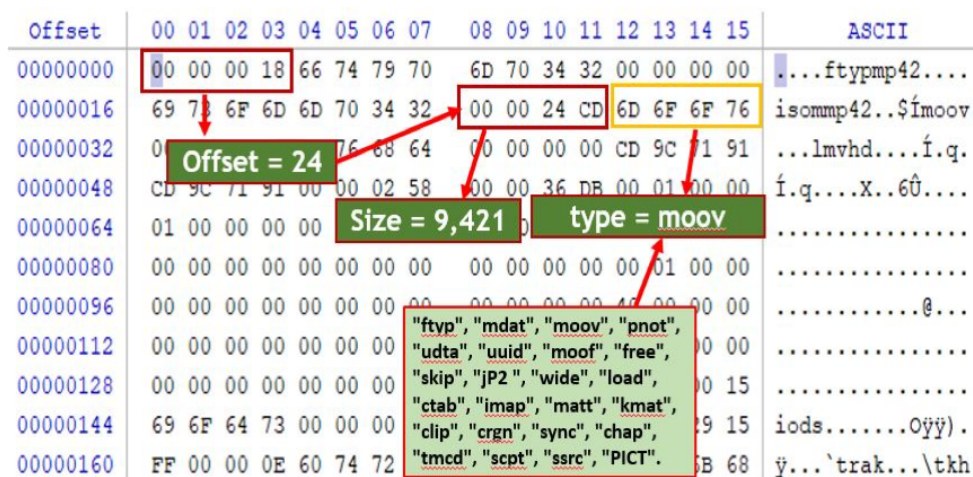 Offset 00 01 02 03 04 05 06 07 08 09 10 11 12 13 14 15 ASCII
00000000 00 00 00 18 66 74 79 70 6D 70 34 32 00 00 00 00 ....ftypmp42....
00000016 69 73 6F 6D 6D 70 34 32 00 00 24 CD 6D 6F 6F 76 isommp42..$Ímoov
00000032 76 68 64 00 00 00 00 CD 9C 71 91 ...lmvhd....Í.q.
Offset = 24
00000048 CD 9C 71 91 00 00 02 58 00 00 36 DB 00 01 00 00 Í.q....X..6Û....
00000064 01 00 00 00 00 ................
Size = 9,421
type = moov
00000080 00 00 00 00 00 00 00 00 00 00 00 00 00 01 00 00 ................
00000096 00 00 00 00 00 00 00 00 00 00 00 00 40 00 00 00 ............@...
00000112 00 00 00 00 00 00 00 00 00 ................
00000128 00 00 00 00 00 00 00 00 15 ................
00000144 69 6F 64 73 00 00 00 29 15 iods.......Oÿÿ).
00000160 FF 00 00 0E 60 74 72 6B 68 ÿ...`trak...\tkh
"ftyp", "mdat", "moov", "pnot",
"udta", "uuid", "moof", "free",
"skip", "jP2 ", "wide", "load",
"ctab", "imap", "matt", "kmat",
"clip", "crgn", "sync", "chap",
"tmcd", "scpt", "ssrc", "PICT".